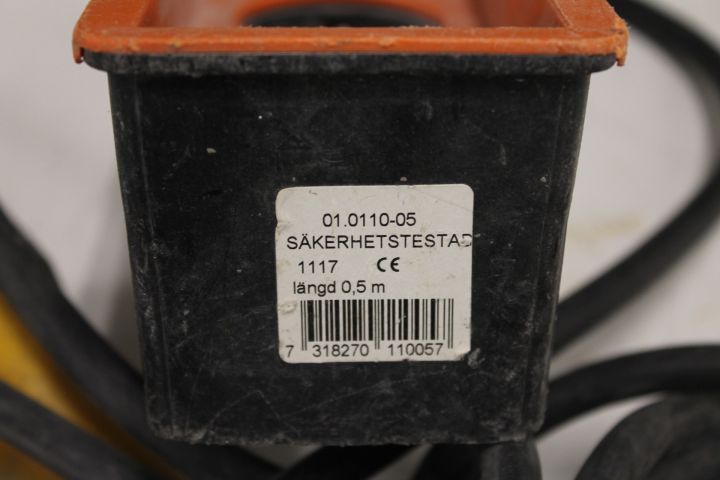 01.0110-05
SÄKERHETSTESTAD
1117 CE
längd 0,5 m
7 318270 110057